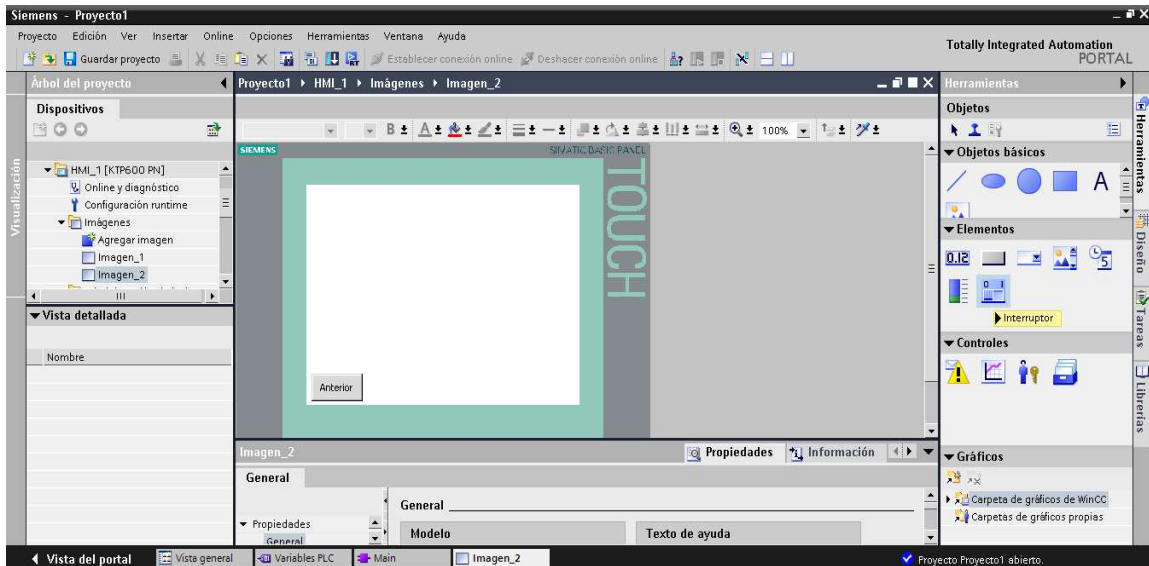 Siemens - Proyecto1
Proyecto Edición Ver Insertar Online Opciones Herramientas Ventana Ayuda
Totally Integrated Automation
PORTAL
Guardar proyecto
Establecer conexión online
Deshacer conexión online
Árbol del proyecto
Proyecto1 HMI_1 Imágenes Imagen_2
Herramientas
Dispositivos
Objetos
100%
Visualización
HMI_1 [KTP600 PN]
Online y diagnóstico
Configuración runtime
Imágenes
Agregar imagen
Imagen_1
Imagen_2
Vista detallada
Nombre
SIEMENS
SIMATIC BASIC PANEL
TOUCH
Anterior
Objetos básicos
A
Elementos
0.12
5
0 1
Interruptor
Controles
Gráficos
Carpeta de gráficos de WinCC
Carpetas de gráficos propias
Herramientas
Diseño
Tareas
Librerías
Imagen_2
Propiedades
Información
General
Propiedades
General
General
Modelo
Texto de ayuda
Vista del portal
Vista general
Variables PLC
Main
Imagen_2
Proyecto Proyecto1 abierto.